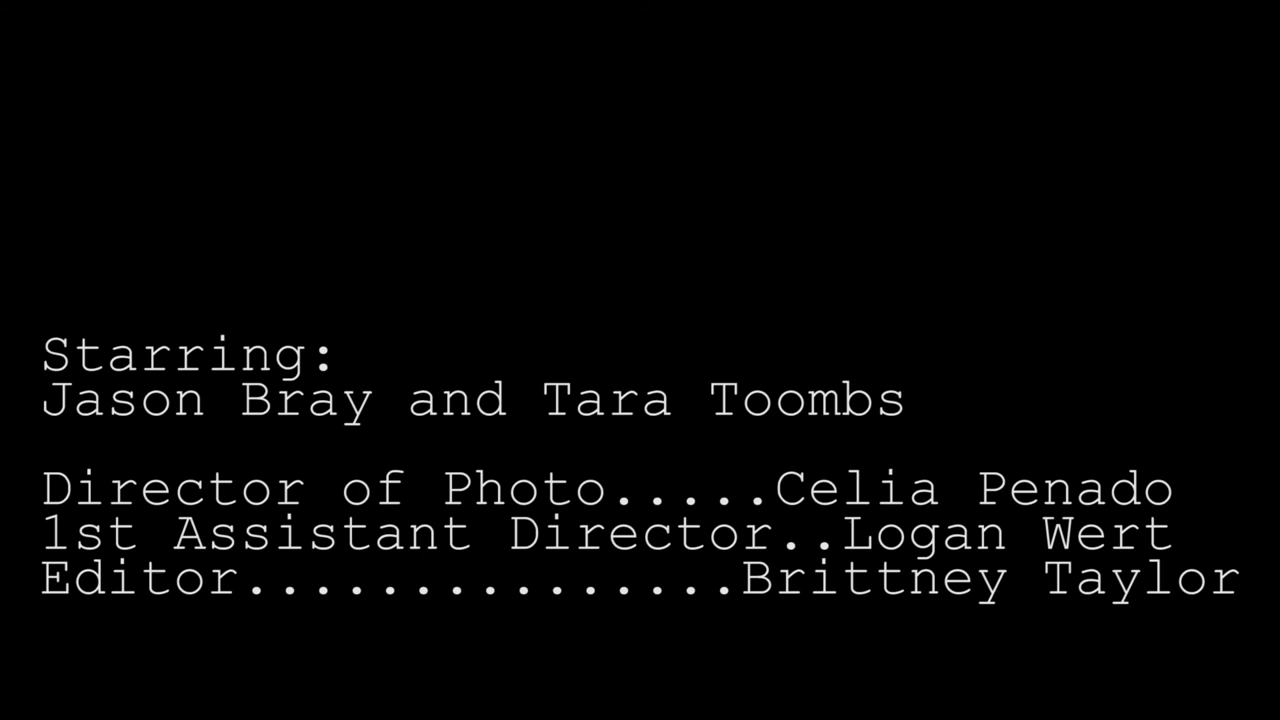 Starring:
Jason Bray and Tara Toombs
Director of Photo.....Celia Penado
1st Assistant Director..Logan Wert
Editor...............Brittney Taylor